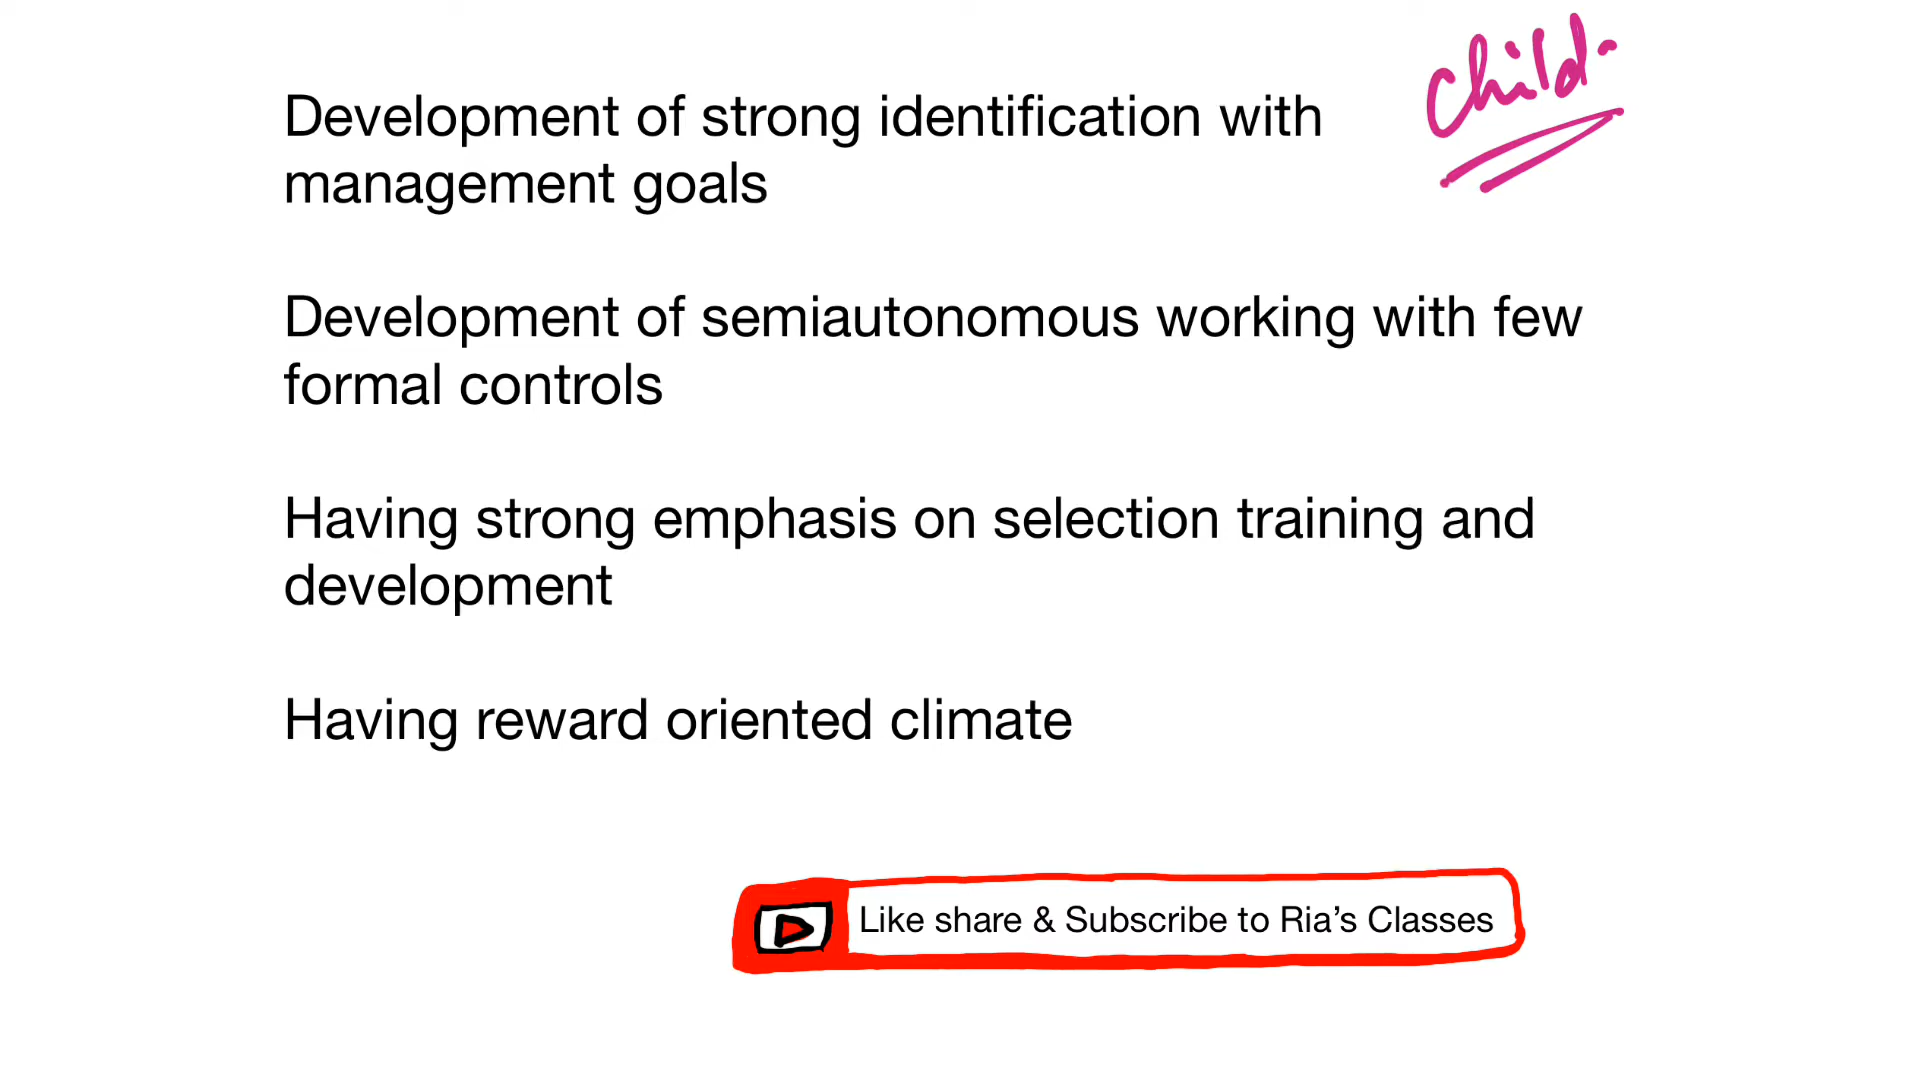 Child-
Development of strong identification with
management goals
Development of semiautonomous working with few
formal controls
Having strong emphasis on selection training and
development
Having reward oriented climate
Like share & Subscribe to Ria’s Classes